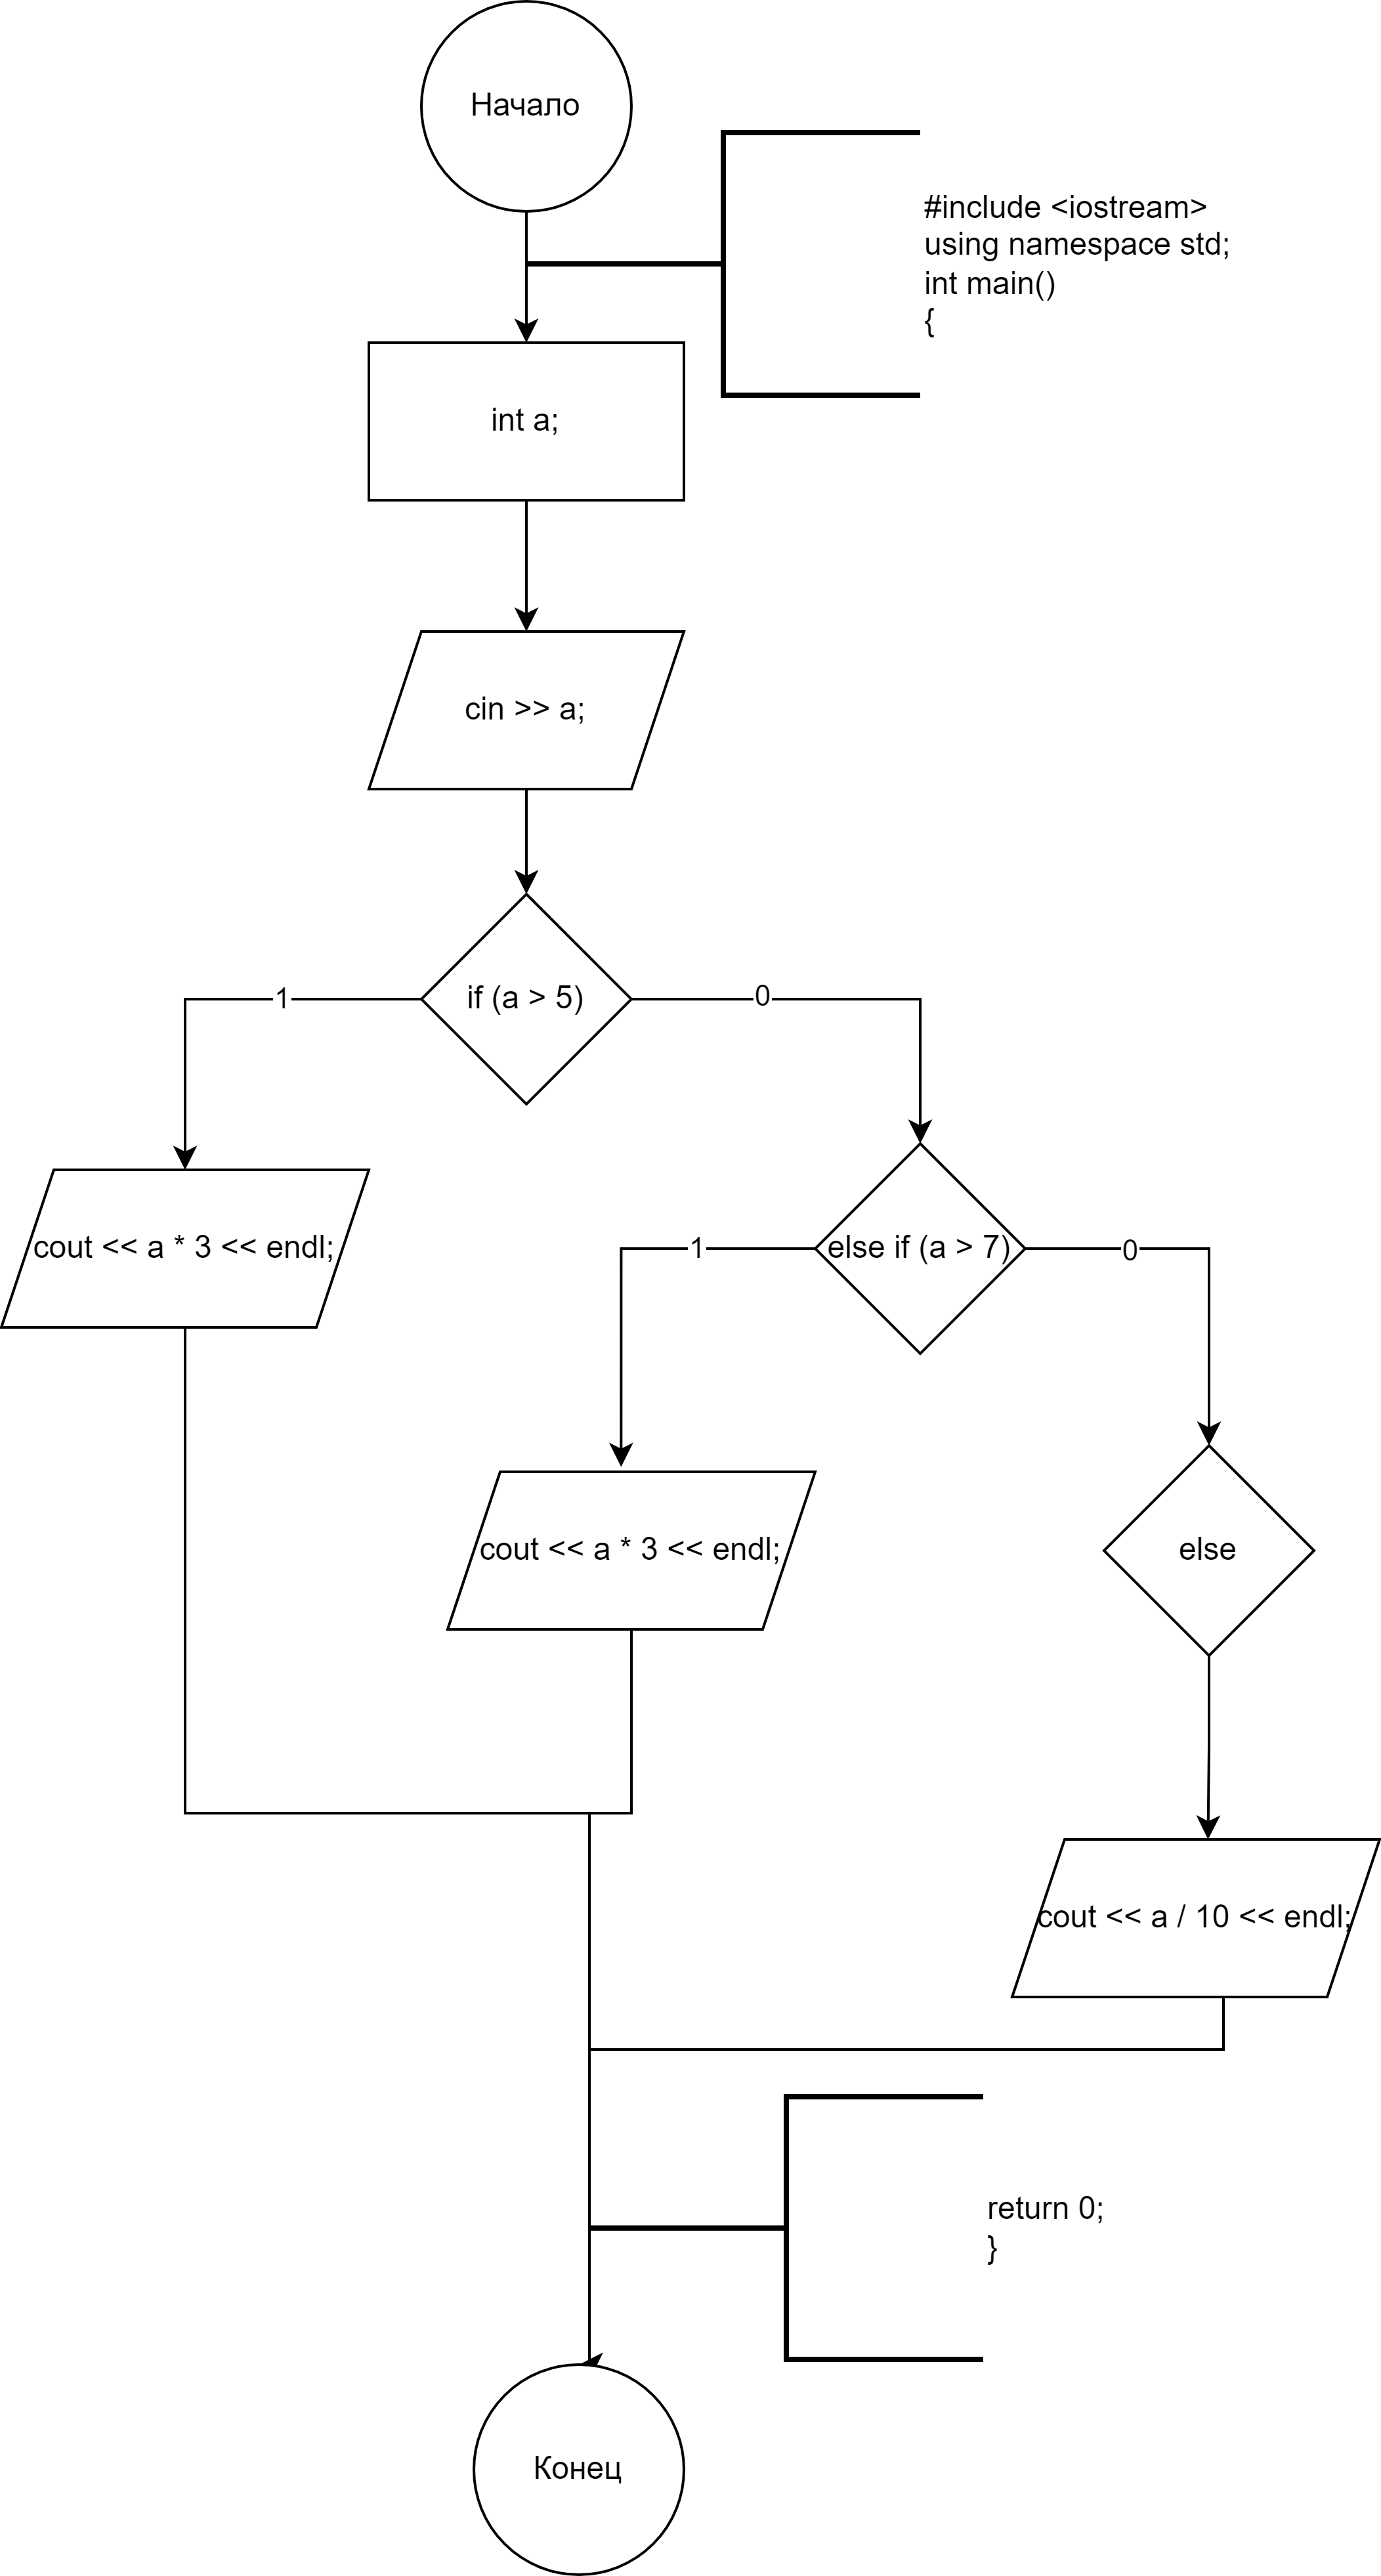 Начало
#include <iostream>
using namespace std;
int main()
{
int a;
cin >> a;
if (a > 5)
1
0
cout << a * 3 << endl;
else if (a > 7)
1
0
cout << a * 3 << endl;
else
cout << a / 10 << endl;
return 0;
}
Конец